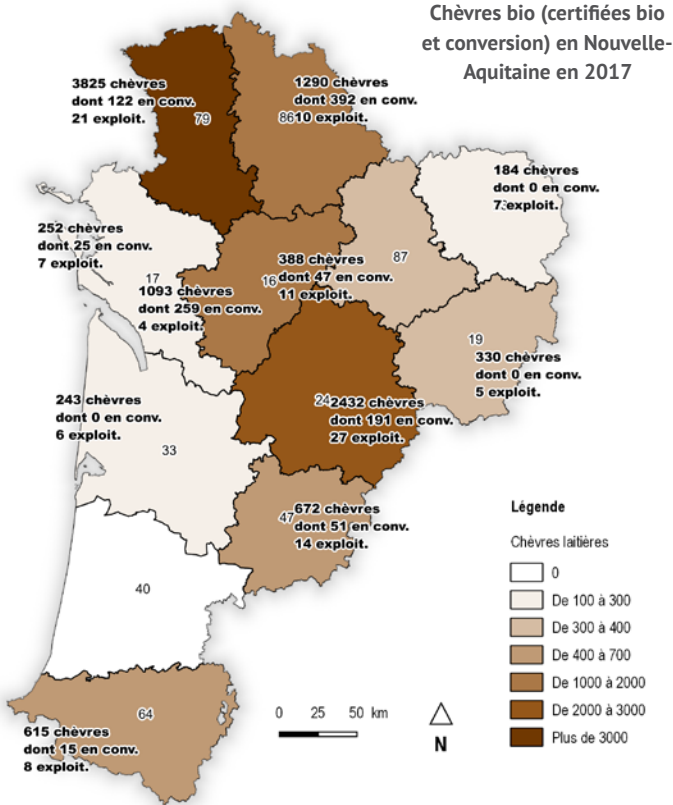 Chèvres bio (certifiées bio
et conversion) en Nouvelle-
Aquitaine en 2017
3825 chèvres
dont 122 en conv.
21 exploit.
79
1290 chèvres
dont 392 en conv.
10 exploit.
86
184 chèvres
dont 0 en conv.
7 exploit.
252 chèvres
dont 25 en conv.
7 exploit.
17
1093 chèvres
dont 259 en conv.
4 exploit.
16
388 chèvres
dont 47 en conv.
11 exploit.
87
19
330 chèvres
dont 0 en conv.
5 exploit.
243 chèvres
dont 0 en conv.
6 exploit.
33
24
2432 chèvres
dont 191 en conv.
27 exploit.
47
672 chèvres
dont 51 en conv.
14 exploit.
40
64
615 chèvres
dont 15 en conv.
8 exploit.
0 25 50 km
N
Légende
Chèvres laitières
0
De 100 à 300
De 300 à 400
De 400 à 700
De 1000 à 2000
De 2000 à 3000
Plus de 3000